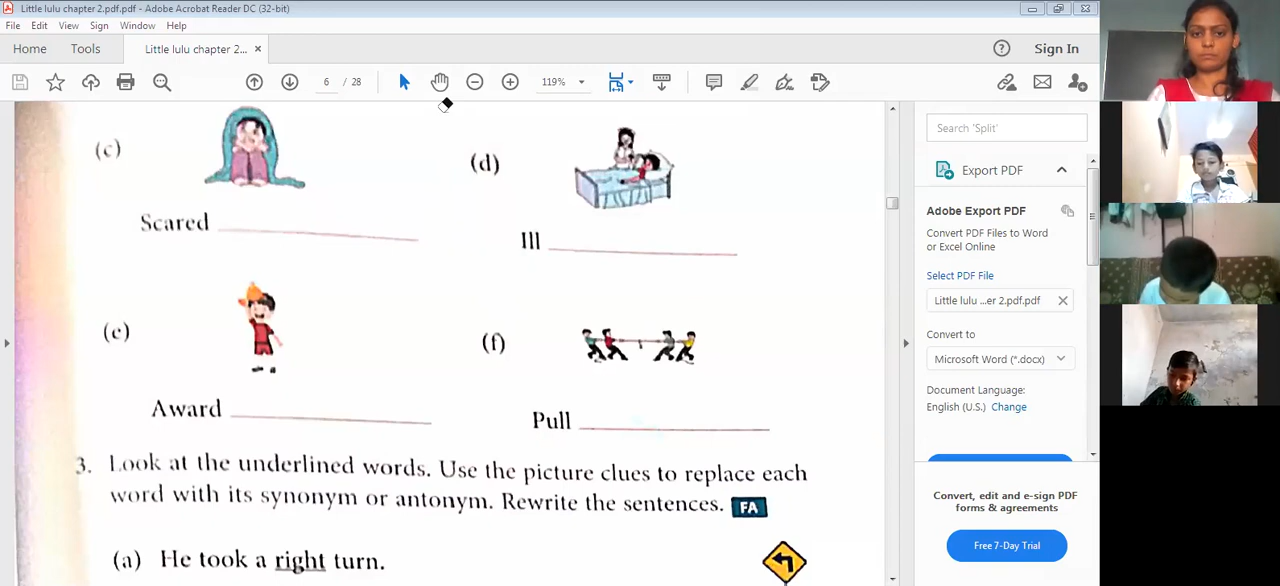 Little lulu chapter 2.pdf.pdf - Adobe Acrobat Reader DC (32-bit)
File Edit View Sign Window Help
Home Tools Little lulu chapter 2... × Sign In
6 / 28 119%
(c) (d)
Scared
Ill
(e) (f)
Award
Pull
3. Look at the underlined words. Use the picture clues to replace each
word with its synonym or antonym. Rewrite the sentences. FA
(a) He took a right turn.
Search 'Split'
Export PDF
Adobe Export PDF
Convert PDF Files to Word
or Excel Online
Select PDF File
Little lulu ...er 2.pdf.pdf
Convert to
Microsoft Word (*.docx)
Document Language:
English (U.S.) Change
Convert, edit and e-sign PDF
forms & agreements
Free 7-Day Trial